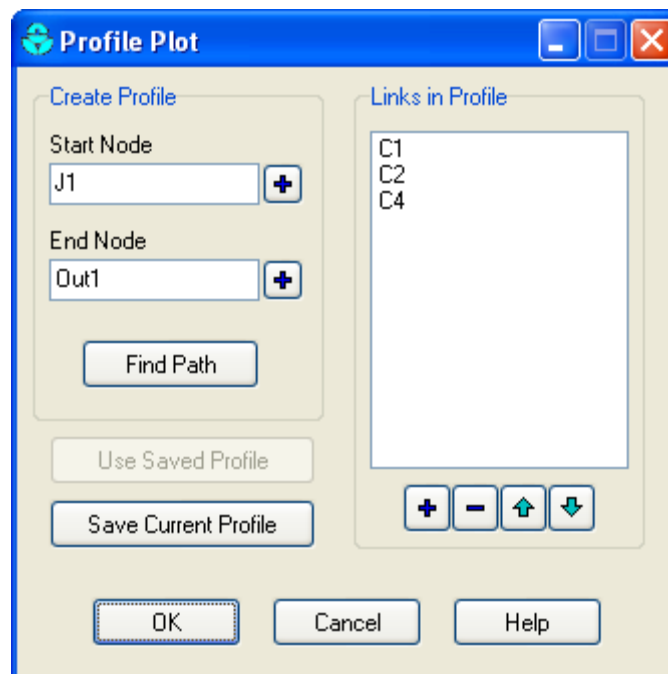 Profile Plot
Create Profile
Start Node
J1
End Node
Out1
Find Path
Use Saved Profile
Save Current Profile
Links in Profile
C1
C2
C4
OK
Cancel
Help